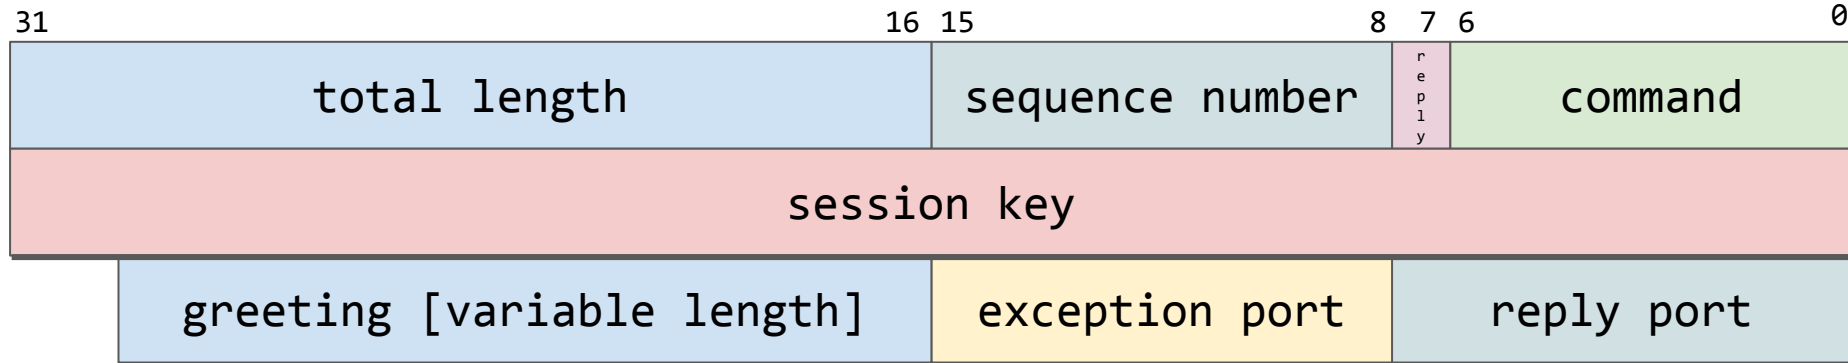 31 16 15 8 7 6 0
total length sequence number reply command
session key
greeting [variable length] exception port reply port